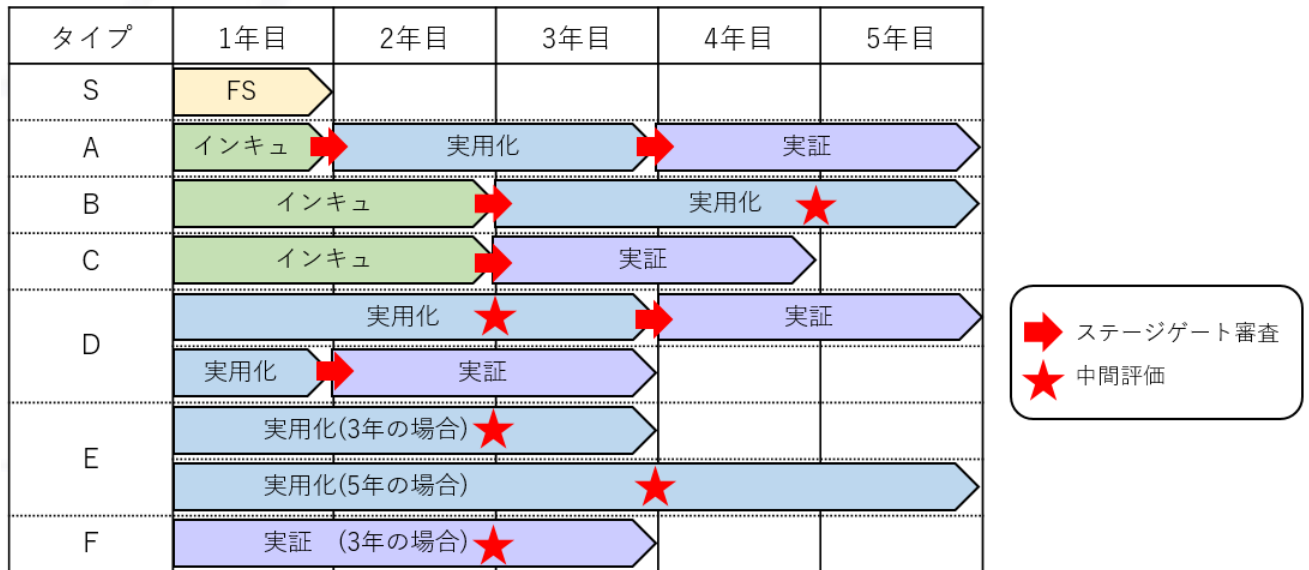 タイプ 1年目 2年目 3年目 4年目 5年目
S FS
A インキュ 実用化 実証
B インキュ 実用化
C インキュ 実証
D 実用化 実証
実用化 実証
E 実用化(3年の場合)
実用化(5年の場合)
F 実証 (3年の場合)
ステージゲート審査
中間評価